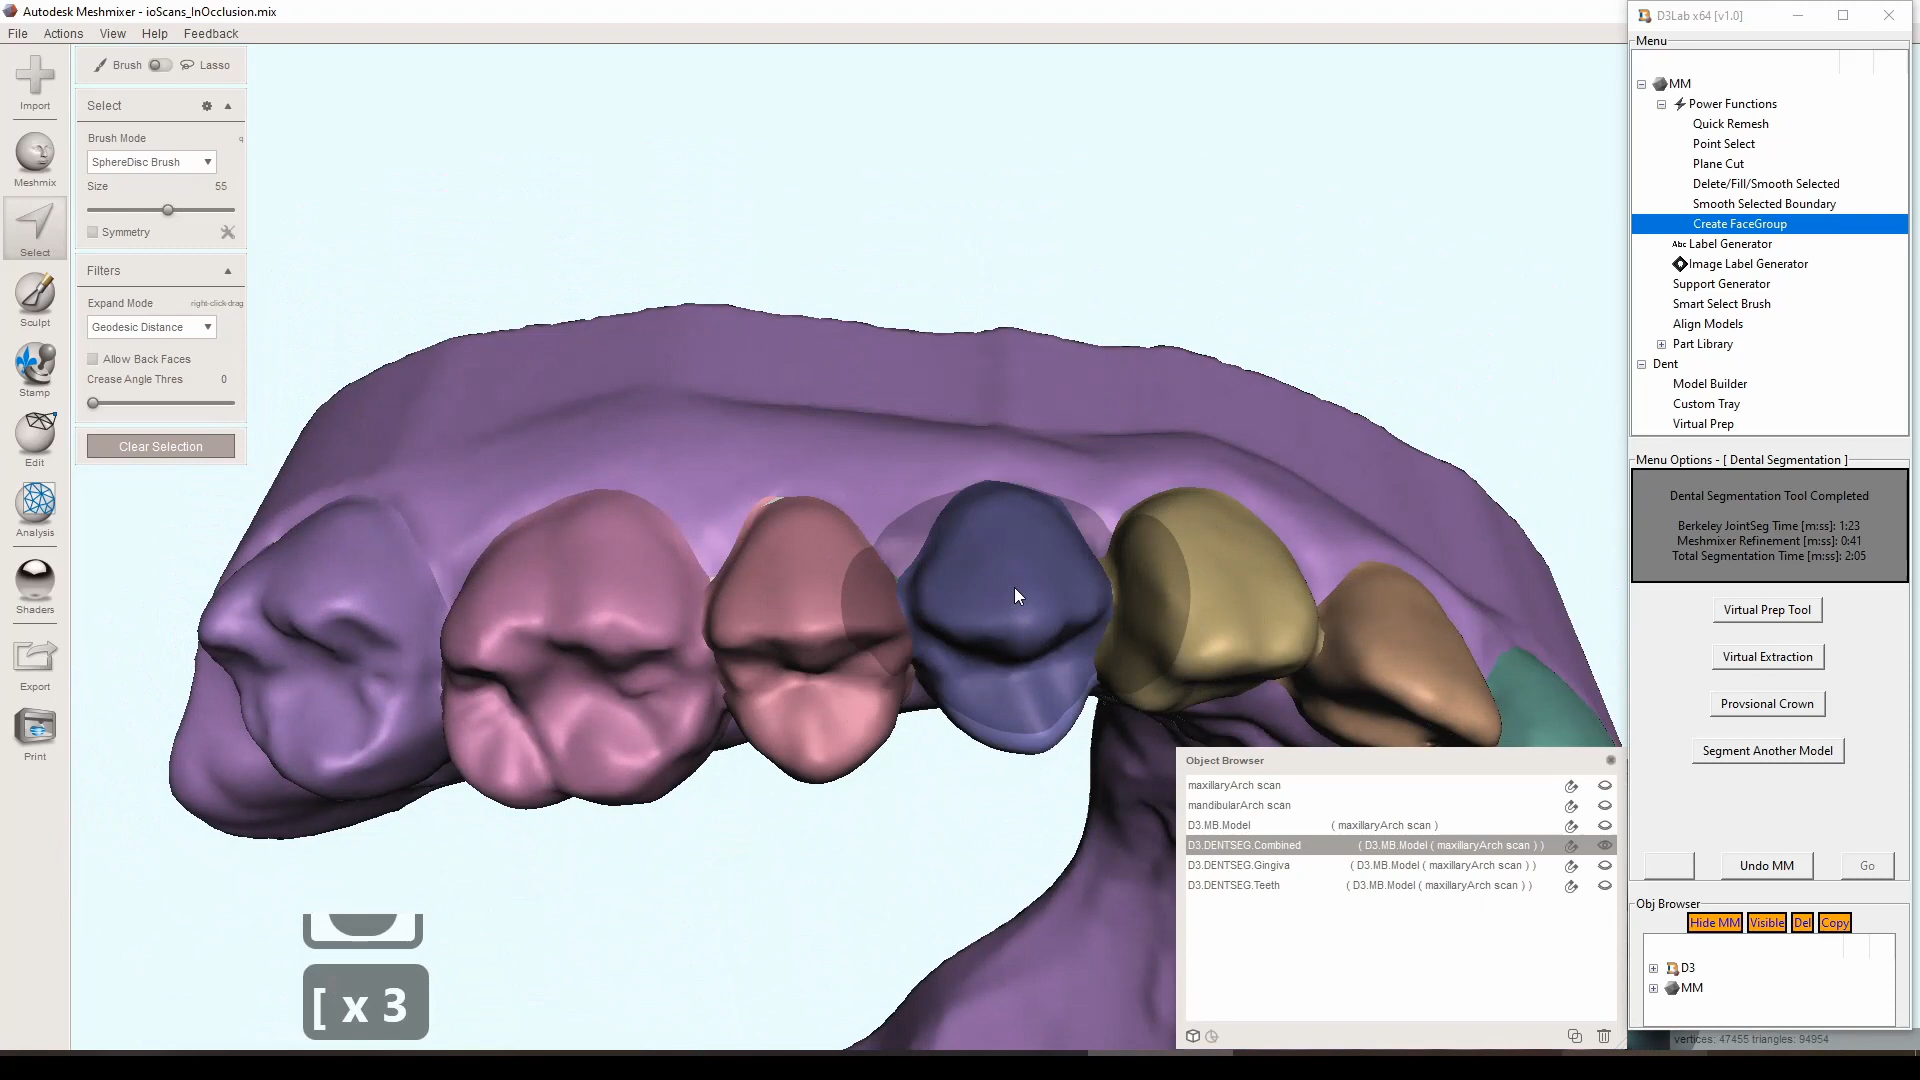 Autodesk Meshmixer - ioScans_InOcclusion.mix
File Actions View Help Feedback
Import
Meshmix
Select
Sculpt
Stamp
Edit
Analysis
Shaders
Export
Print
Brush Lasso
Select
Brush Mode q
SphereDisc Brush
Size 55
Symmetry
Filters
Expand Mode right-click-drag
Geodesic Distance
Allow Back Faces
Crease Angle Thres 0
Clear Selection
[ x 3
Object Browser
maxillaryArch scan
mandibularArch scan
D3.MB.Model ( maxillaryArch scan )
D3.DENTSEG.Combined ( D3.MB.Model ( maxillaryArch scan ) )
D3.DENTSEG.Gingiva ( D3.MB.Model ( maxillaryArch scan ) )
D3.DENTSEG.Teeth ( D3.MB.Model ( maxillaryArch scan ) )
D3Lab x64 [v1.0]
Menu
MM
Power Functions
Quick Remesh
Point Select
Plane Cut
Delete/Fill/Smooth Selected
Smooth Selected Boundary
Create FaceGroup
Abc Label Generator
Image Label Generator
Support Generator
Smart Select Brush
Align Models
Part Library
Dent
Model Builder
Custom Tray
Virtual Prep
Menu Options - [ Dental Segmentation ]
Dental Segmentation Tool Completed
Berkeley JointSeg Time [m:ss]: 1:23
Meshmixer Refinement [m:ss]: 0:41
Total Segmentation Time [m:ss]: 2:05
Virtual Prep Tool
Virtual Extraction
Provsional Crown
Segment Another Model
Undo MM Go
Obj Browser
Hide MM Visible Del Copy
D3
MM
vertices: 47455 triangles: 94954